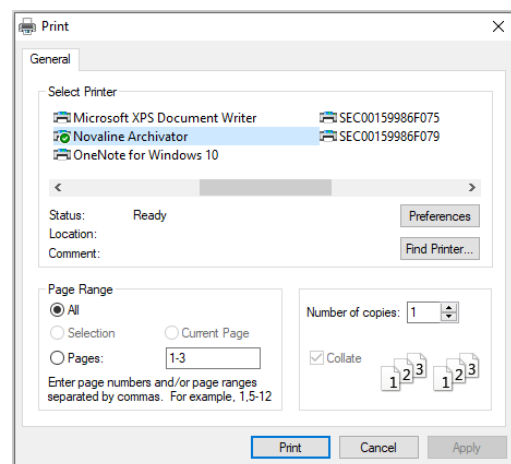 Print
General
Select Printer
Microsoft XPS Document Writer SEC00159986F075
Novaline Archivator SEC00159986F079
OneNote for Windows 10
Status: Ready Preferences
Location:
Comment: Find Printer...
Page Range
All Number of copies: 1
Selection Current Page
Pages: 1-3 Collate
1 2 3 1 2 3
Enter page numbers and/or page ranges
separated by commas. For example, 1,5-12
Print Cancel Apply